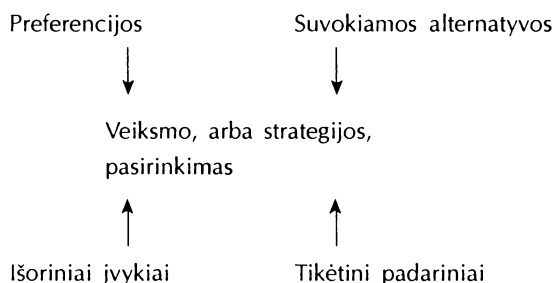 Preferencijos
Suvokiamos alternatyvos
Veiksmo, arba strategijos,
pasirinkimas
Išoriniai įvykiai
Tikėtini padariniai